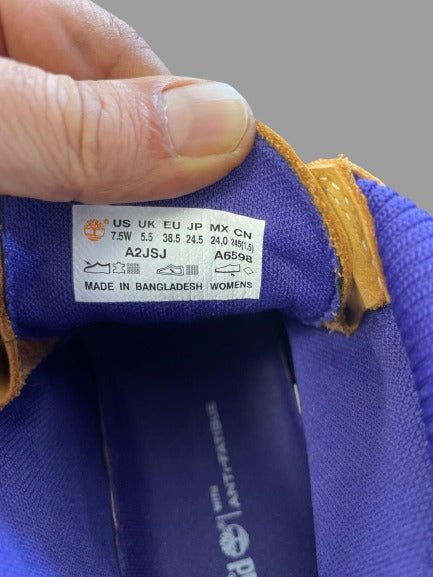 US UK EU JP MX CN
7.5W 5.5 38.5 24.5 24,0 245(1.5)
A2JSJ A6598
MADE IN BANGLADESH WOMENS
WITH
ANTI-FATIGUE